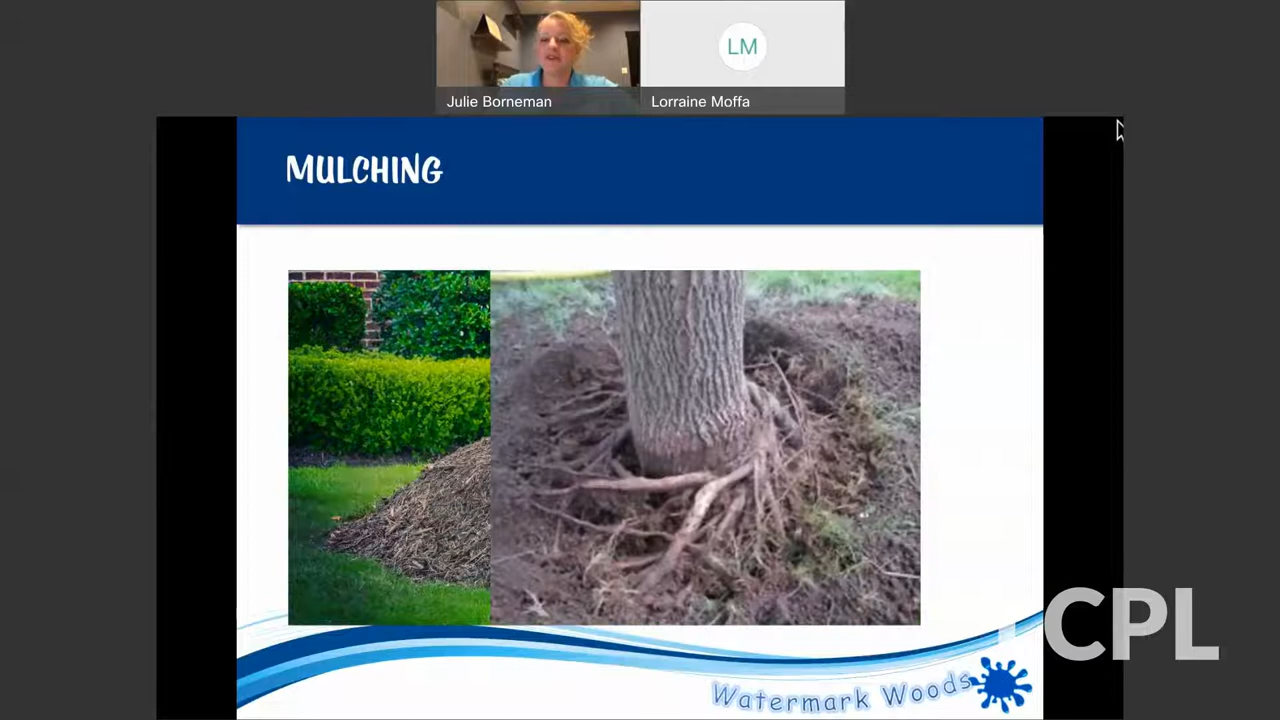 LM
Julie Borneman
Lorraine Moffa
MULCHING
CPL
Watermark Woods